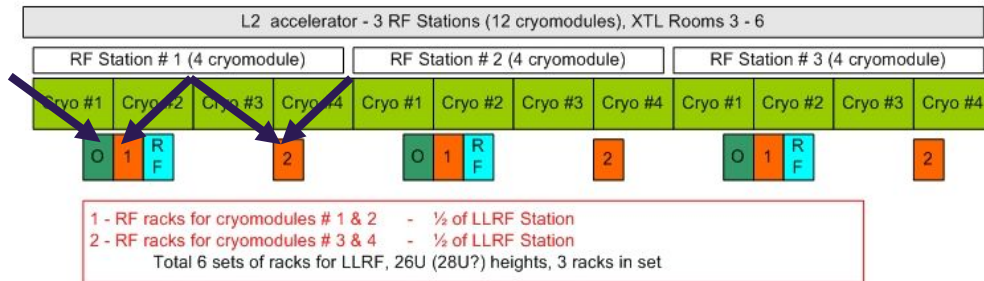 L2 accelerator - 3 RF Stations (12 cryomodules), XTL Rooms 3 - 6
RF Station # 1 (4 cryomodule) RF Station # 2 (4 cryomodule) RF Station # 3 (4 cryomodule)
Cryo #1 Cryo #2 Cryo #3 Cryo #4 Cryo #1 Cryo #2 Cryo #3 Cryo #4 Cryo #1 Cryo #2 Cryo #3 Cryo #4
O 1 RF 2 O 1 RF 2 O 1 RF 2
1 - RF racks for cryomodules # 1 & 2 - ½ of LLRF Station
2 - RF racks for cryomodules # 3 & 4 - ½ of LLRF Station
Total 6 sets of racks for LLRF, 26U (28U?) heights, 3 racks in set